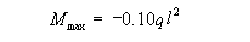 M_max = -0.10ql²